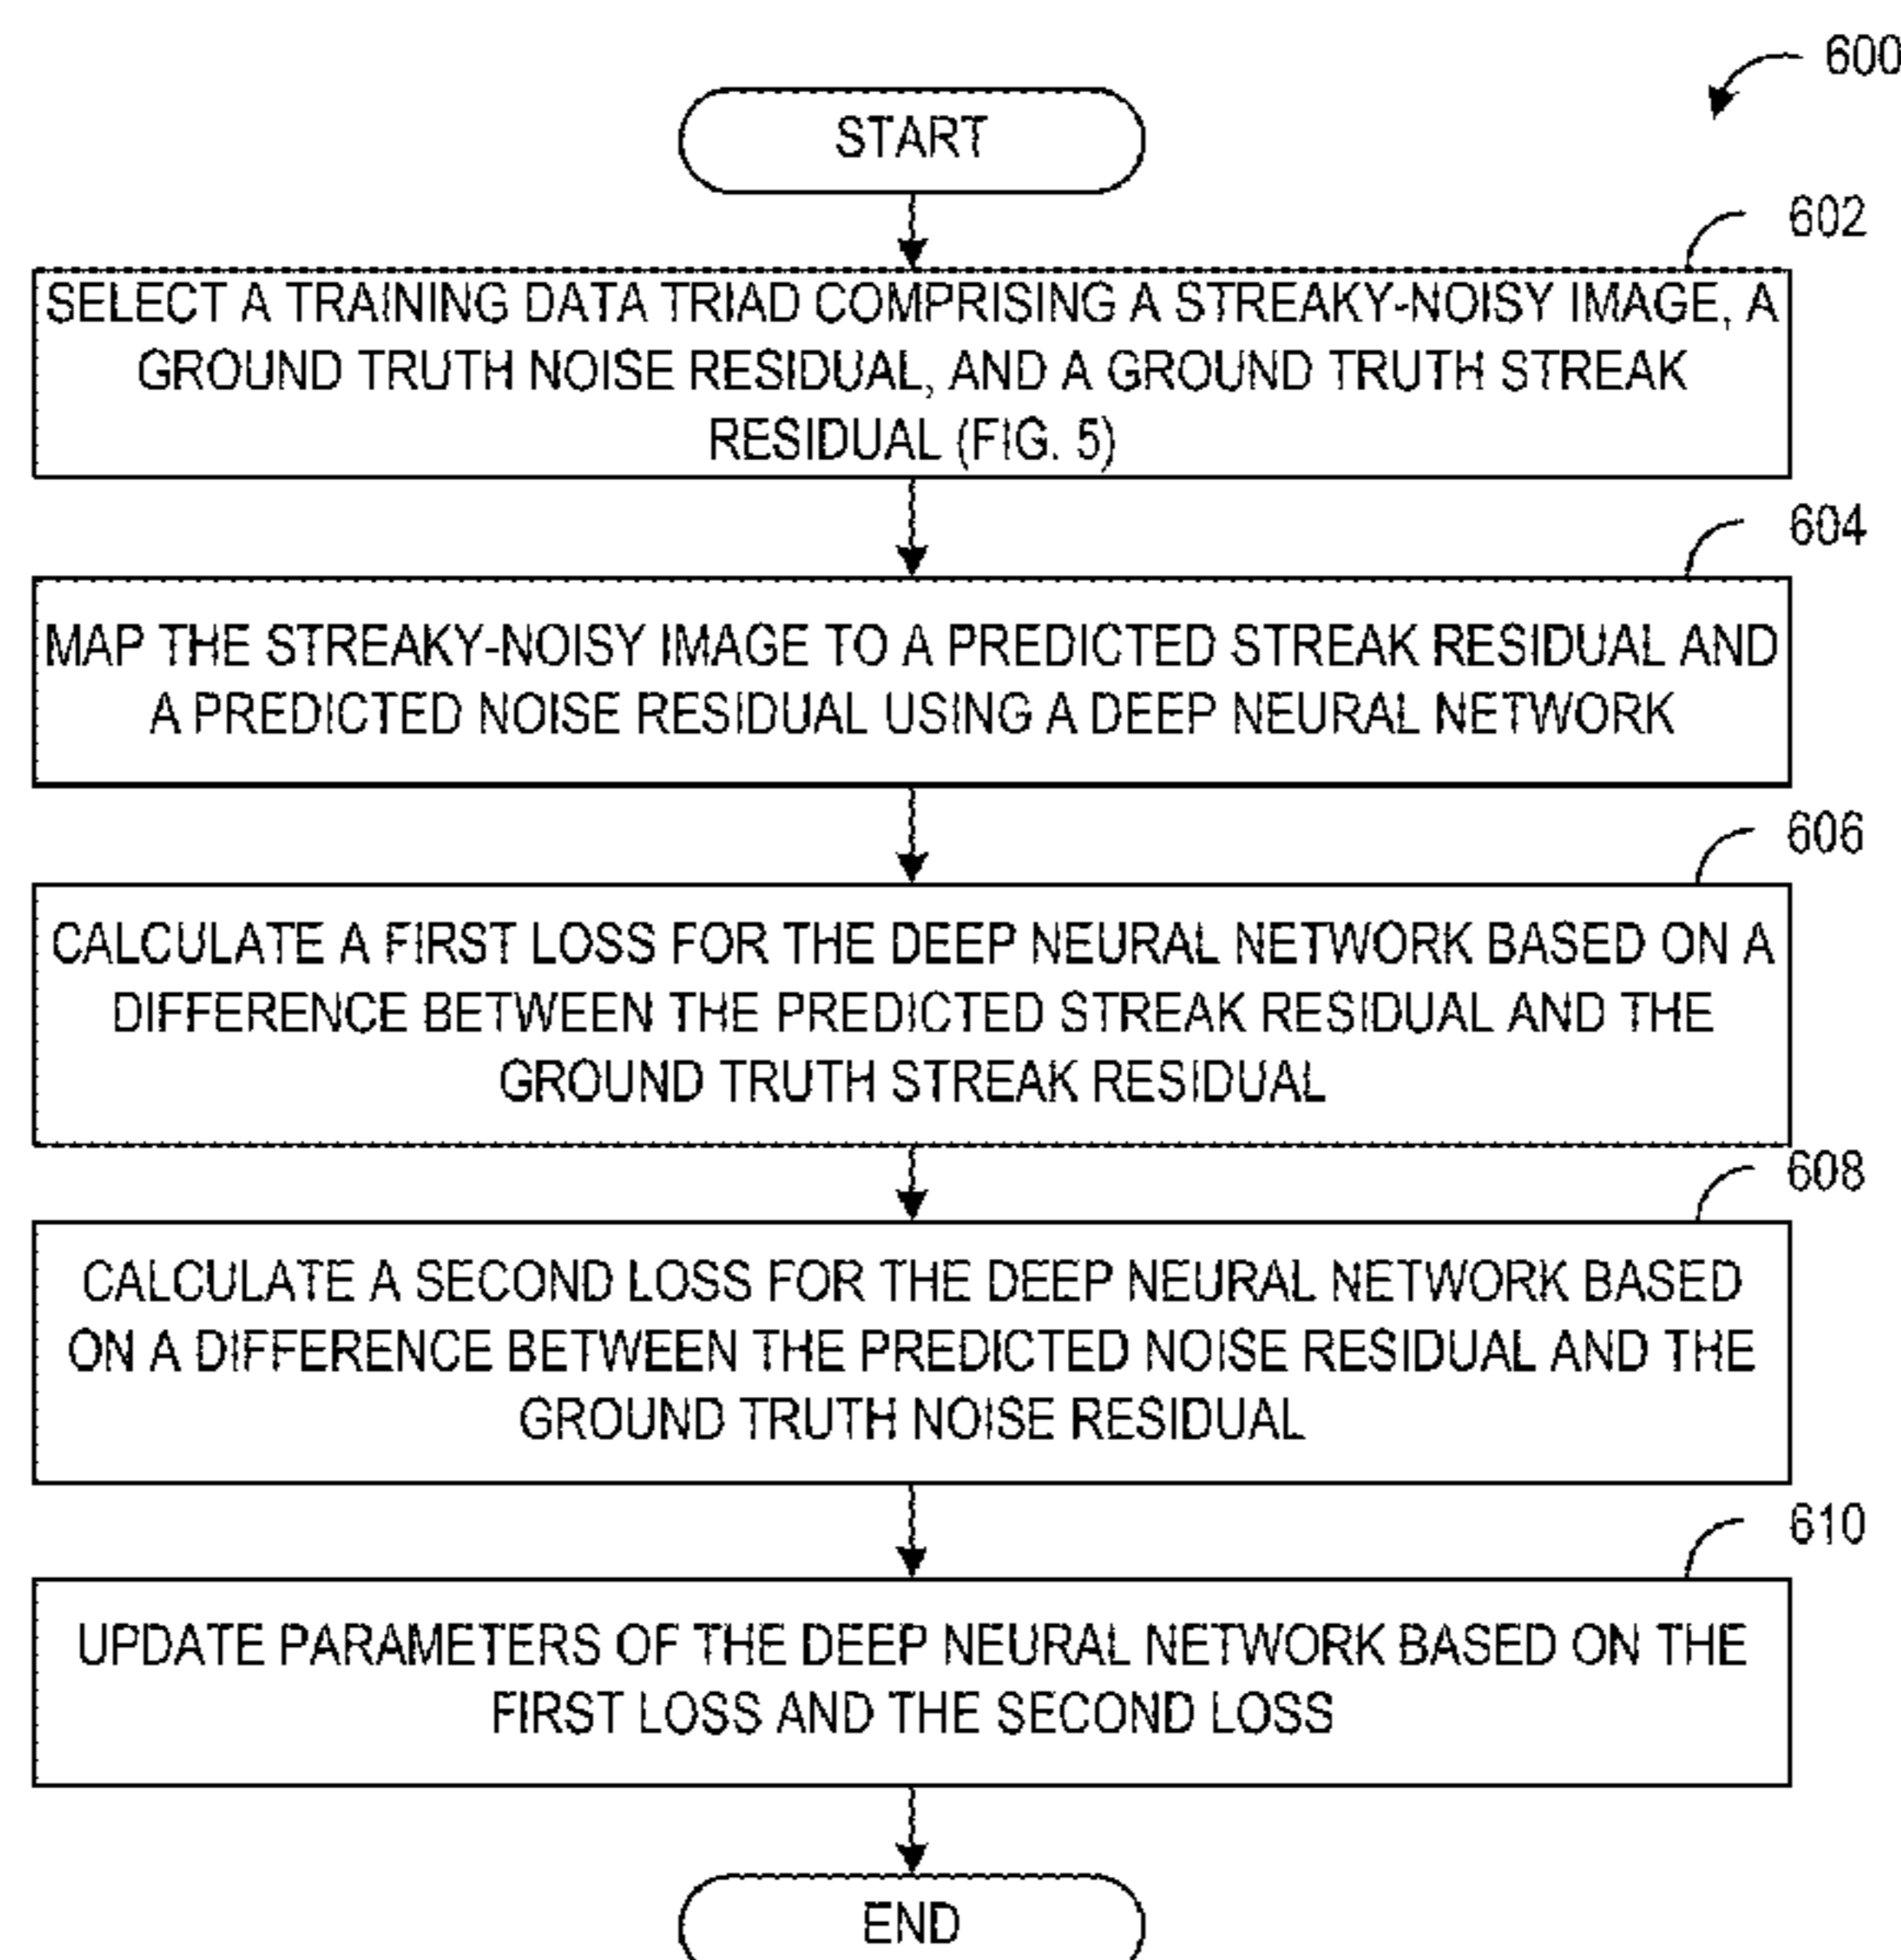 600
START
602
SELECT A TRAINING DATA TRIAD COMPRISING A STREAKY-NOISY IMAGE, A
GROUND TRUTH NOISE RESIDUAL, AND A GROUND TRUTH STREAK
RESIDUAL (FIG. 5)
604
MAP THE STREAKY-NOISY IMAGE TO A PREDICTED STREAK RESIDUAL AND
A PREDICTED NOISE RESIDUAL USING A DEEP NEURAL NETWORK
606
CALCULATE A FIRST LOSS FOR THE DEEP NEURAL NETWORK BASED ON A
DIFFERENCE BETWEEN THE PREDICTED STREAK RESIDUAL AND THE
GROUND TRUTH STREAK RESIDUAL
608
CALCULATE A SECOND LOSS FOR THE DEEP NEURAL NETWORK BASED
ON A DIFFERENCE BETWEEN THE PREDICTED NOISE RESIDUAL AND THE
GROUND TRUTH NOISE RESIDUAL
610
UPDATE PARAMETERS OF THE DEEP NEURAL NETWORK BASED ON THE
FIRST LOSS AND THE SECOND LOSS
END